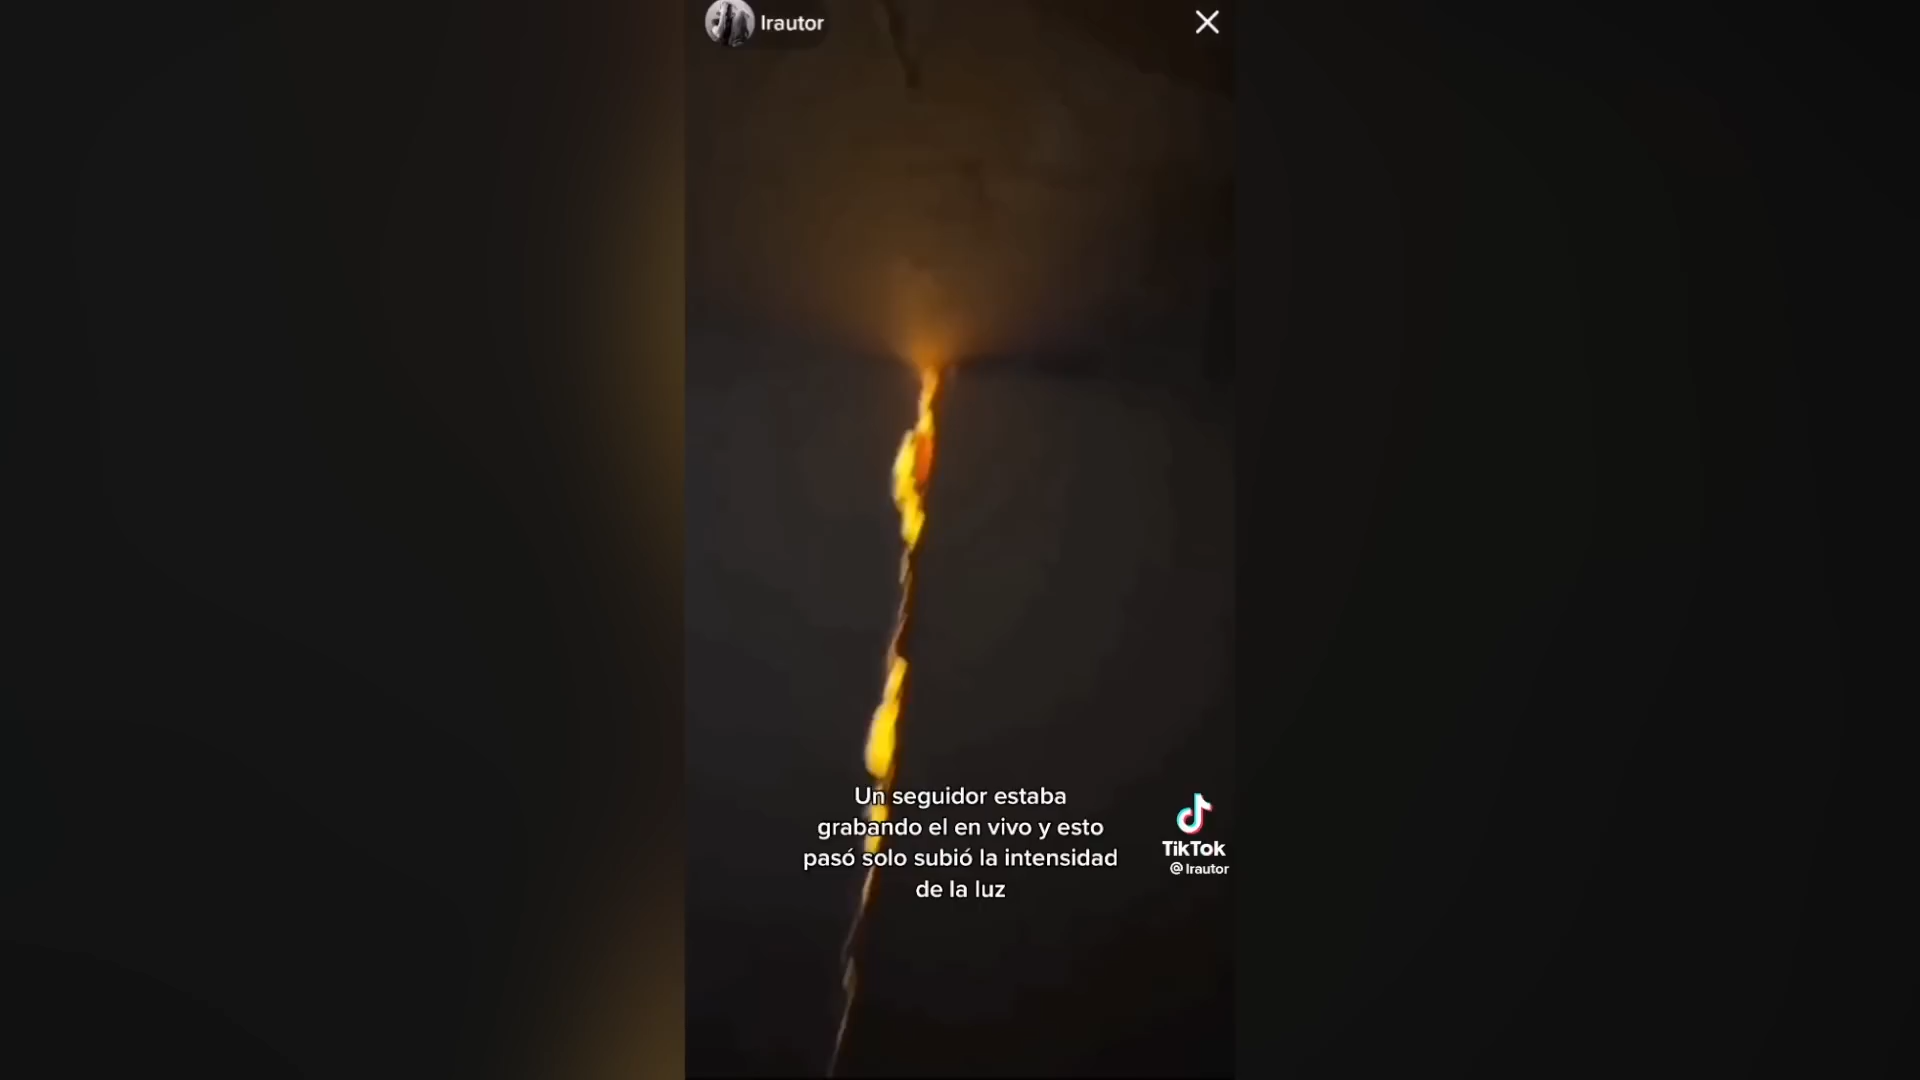 lrautor
Un seguidor estaba
grabando el en vivo y esto
pasó solo subió la intensidad
de la luz
TikTok
@lrautor